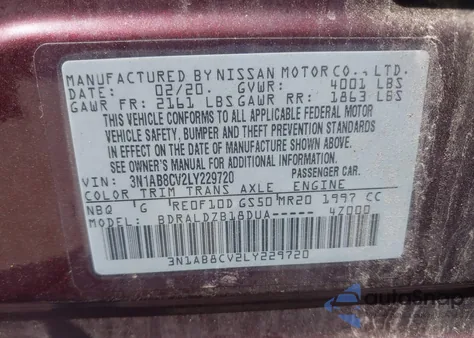 MANUFACTURED BY NISSAN MOTOR CO., LTD.
DATE: 02/20. GVWR: 4001 LBS
GAWR FR: 2161 LBS GAWR RR: 1863 LBS
THIS VEHICLE CONFORMS TO ALL APPLICABLE FEDERAL MOTOR
VEHICLE SAFETY, BUMPER AND THEFT PREVENTION STANDARDS
IN EFFECT ON THE DATE OF MANUFACTURE SHOWN ABOVE.
SEE OWNER'S MANUAL FOR ADDITIONAL INFORMATION
VIN: 3N1AB8CV2LY229720 PASSENGER CAR.
COLOR TRIM TRANS AXLE ENGINE
NBQ G RE0F10D GS50 MR20 1997 CC
MODEL: BDRALDZB18DUA----- 4Z000
3N1AB8CV2LY229720
AutoSnap